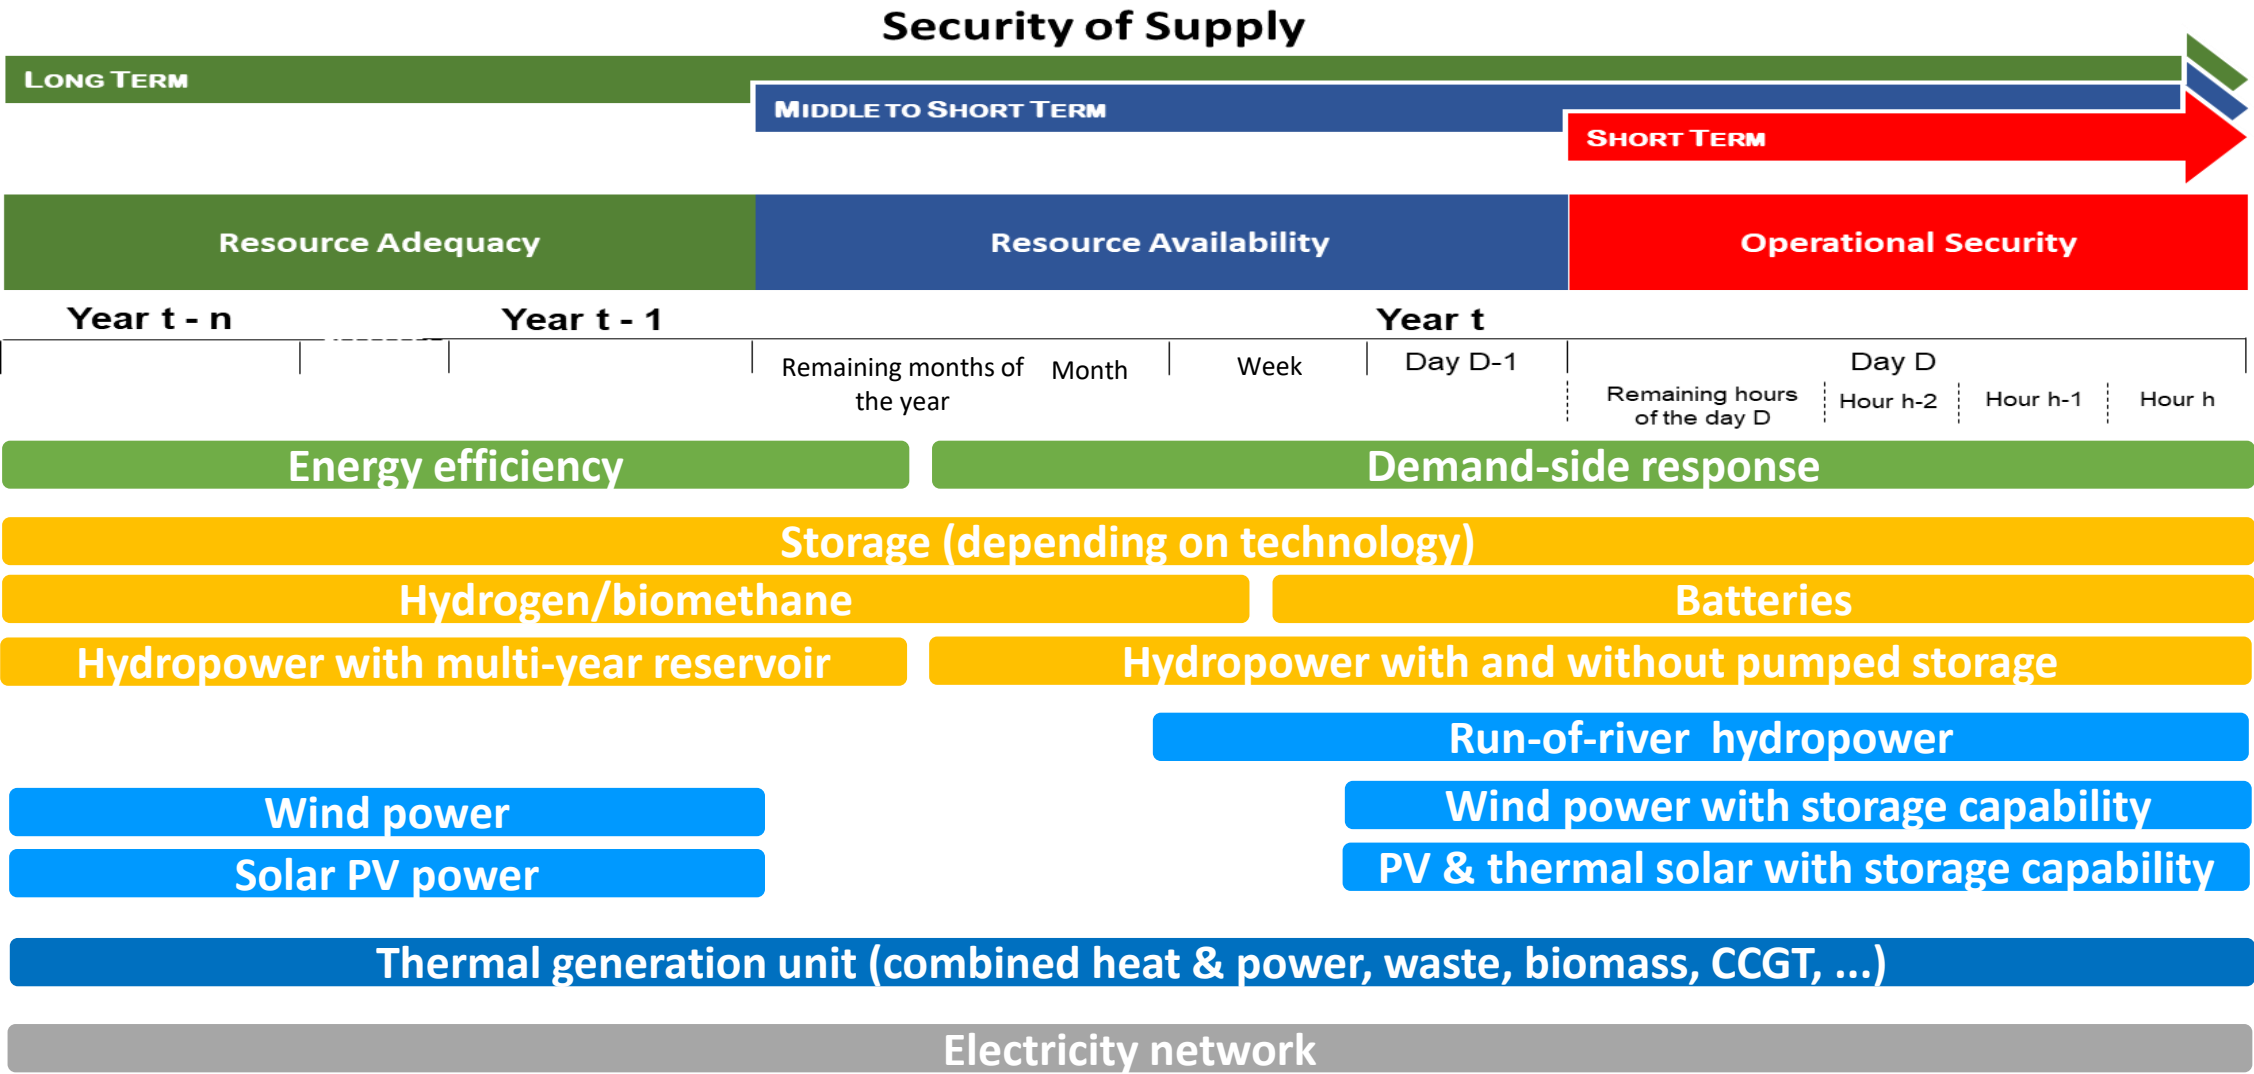 Security of Supply
LONG TERM
MIDDLE TO SHORT TERM
SHORT TERM
Resource Adequacy
Resource Availability
Operational Security
Year t - n
Year t - 1
Year t
Remaining months of
the year
Month
Week
Day D-1
Day D
Remaining hours
of the day D
Hour h-2
Hour h-1
Hour h
Energy efficiency
Demand-side response
Storage (depending on technology)
Hydrogen/biomethane
Batteries
Hydropower with multi-year reservoir
Hydropower with and without pumped storage
Run-of-river hydropower
Wind power
Wind power with storage capability
Solar PV power
PV & thermal solar with storage capability
Thermal generation unit (combined heat & power, waste, biomass, CCGT, ...)
Electricity network